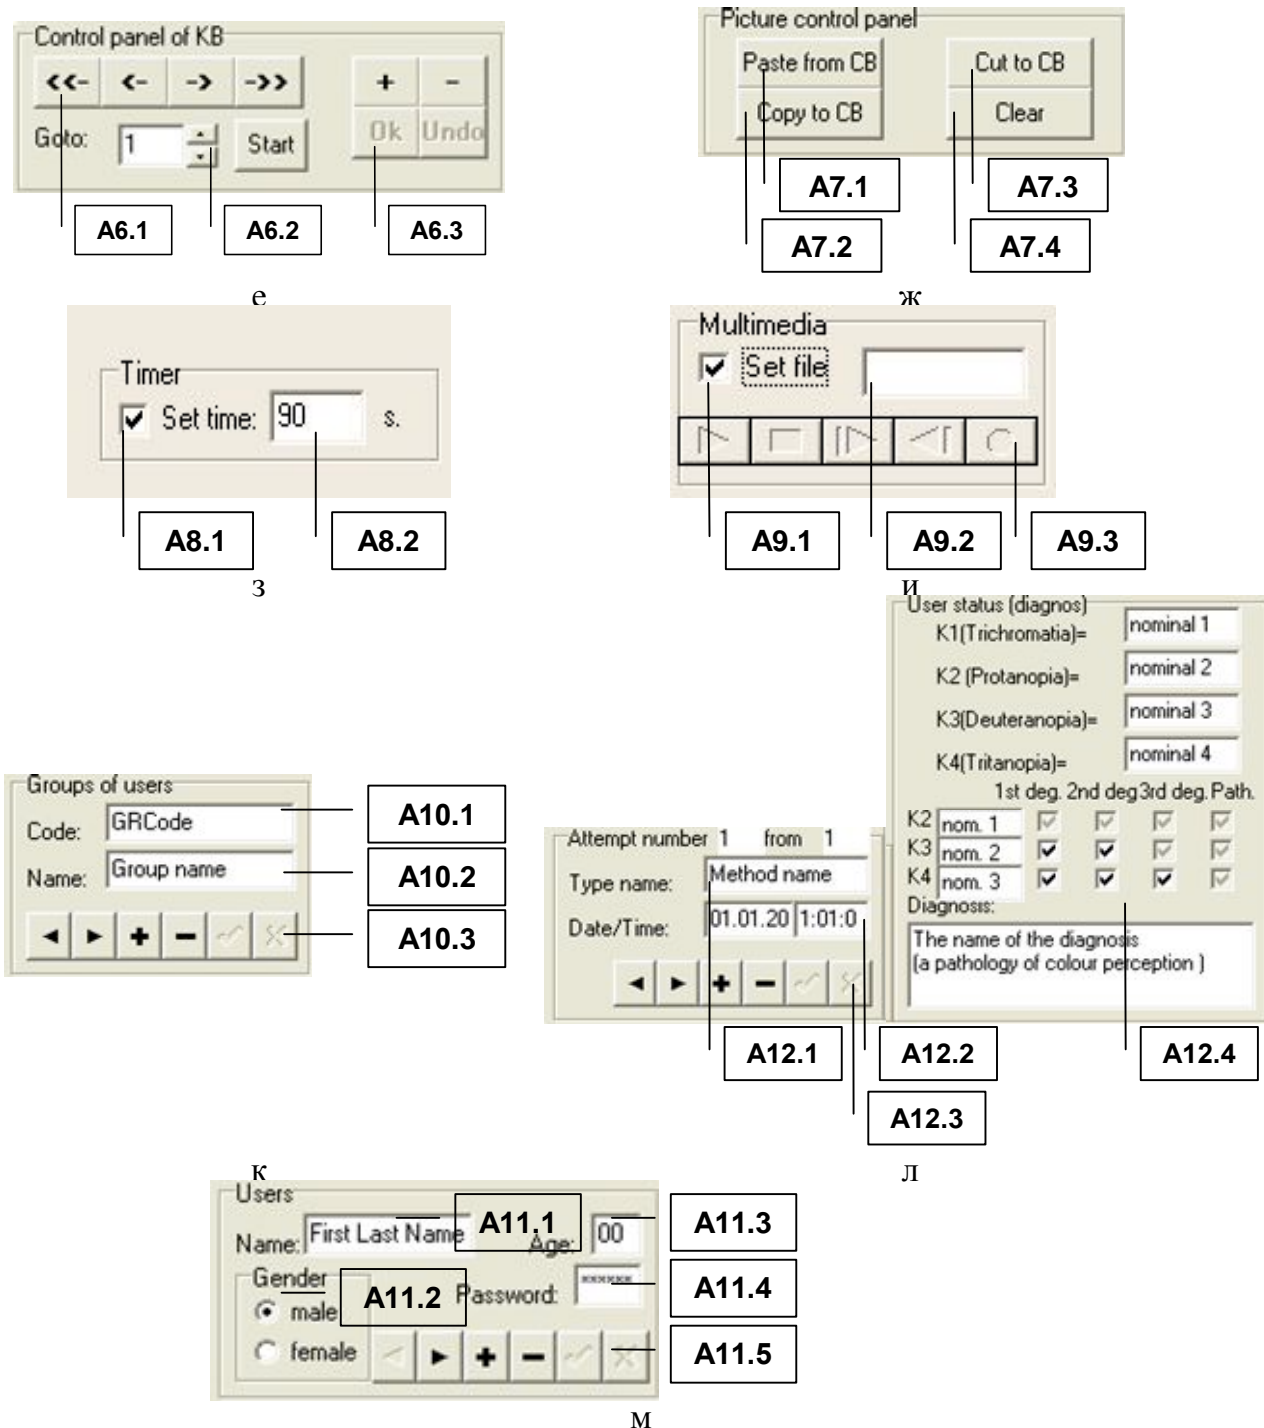 Control panel of KB
<<- <- -> ->> + -
Goto: 1 Start Ok Undo
A6.1 A6.2 A6.3
е
Picture control panel
Paste from CB Cut to CB
Copy to CB Clear
A7.1 A7.3
A7.2 A7.4
ж
Timer
Set time: 90 s.
A8.1 A8.2
з
Multimedia
Set file
A9.1 A9.2 A9.3
и
Groups of users
Code: GRCode
Name: Group name
A10.1
A10.2
A10.3
к
Attempt number 1 from 1
Type name: Method name
Date/Time: 01.01.20 1:01:0
A12.1 A12.2
A12.3
User status (diagnos)
K1(Trichromatia)= nominal 1
K2 (Protanopia)= nominal 2
K3(Deuteranopia)= nominal 3
K4(Tritanopia)= nominal 4
1st deg. 2nd deg 3rd deg. Path.
K2 nom. 1
K3 nom. 2
K4 nom. 3
Diagnosis:
The name of the diagnosis
(a pathology of colour perception )
A12.4
л
Users
Name: First Last Name A11.1 Age: 00 A11.3
Gender A11.2 Password: ****** A11.4
male
female A11.5
м